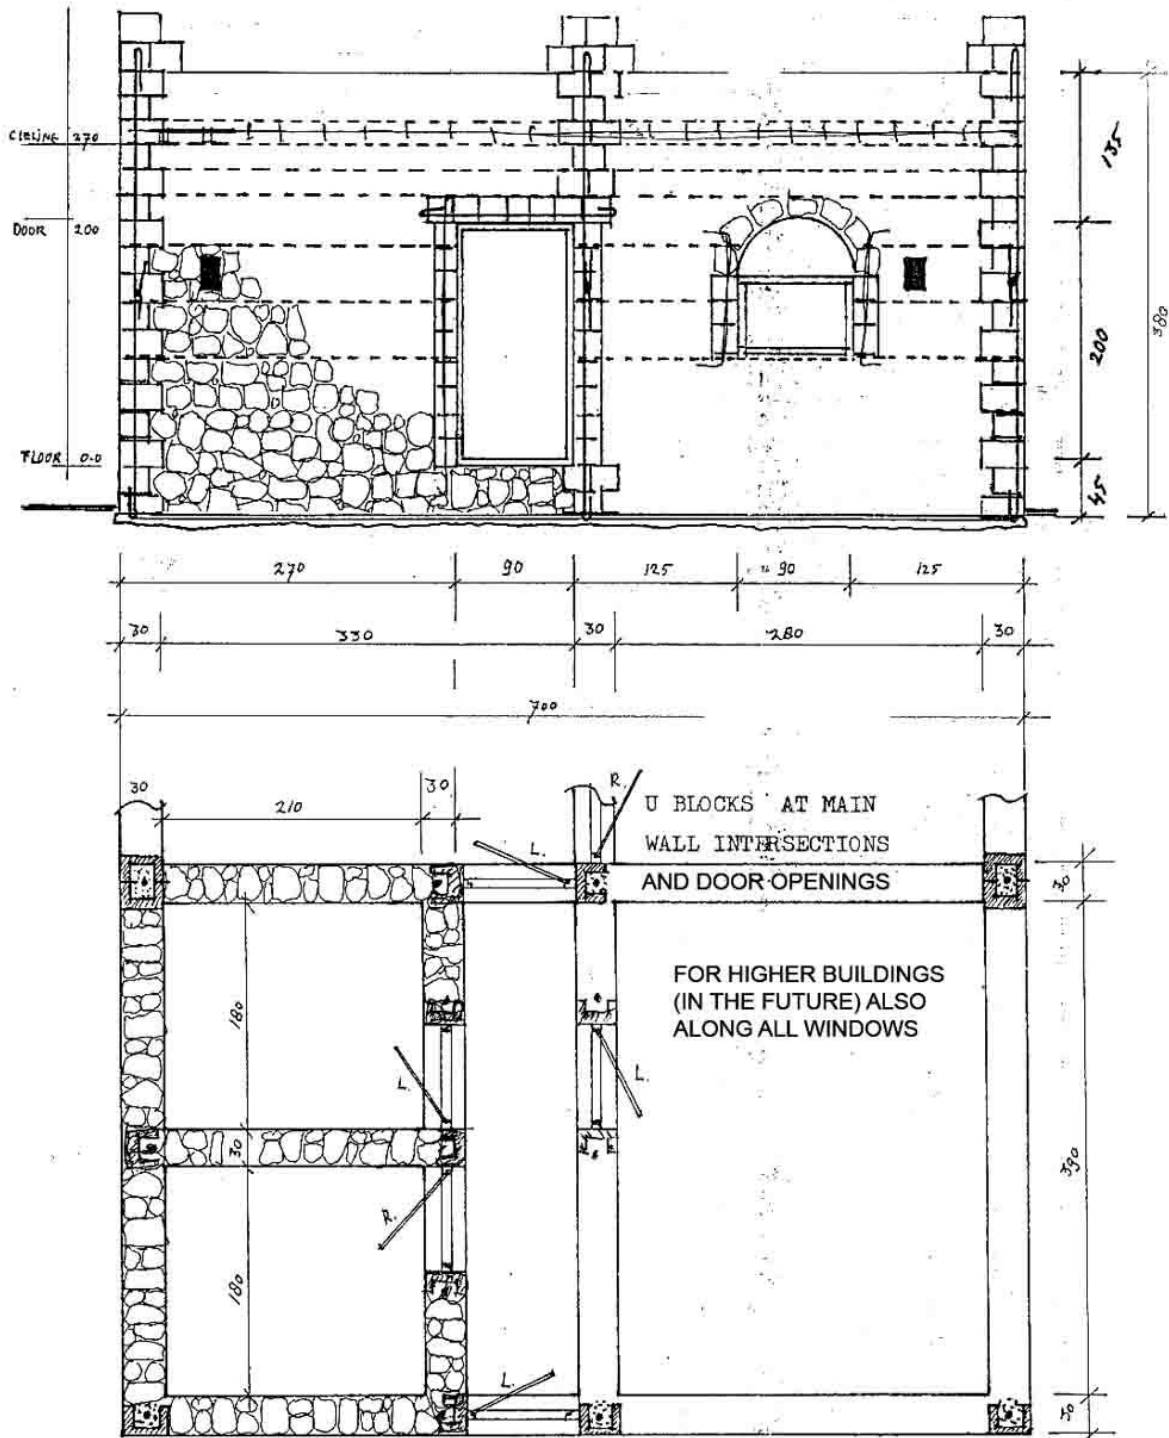 CIELING 270
135
DOOR 200
380
200
FLOOR 0.0
45
270 90 125 90 125
30 330 30 280 30
700
30 210 30
R.
U BLOCKS AT MAIN
WALL INTERSECTIONS
L.
AND DOOR OPENINGS
30
FOR HIGHER BUILDINGS
(IN THE FUTURE) ALSO
ALONG ALL WINDOWS
180
L.
L.
30
390
R.
180
L.
30